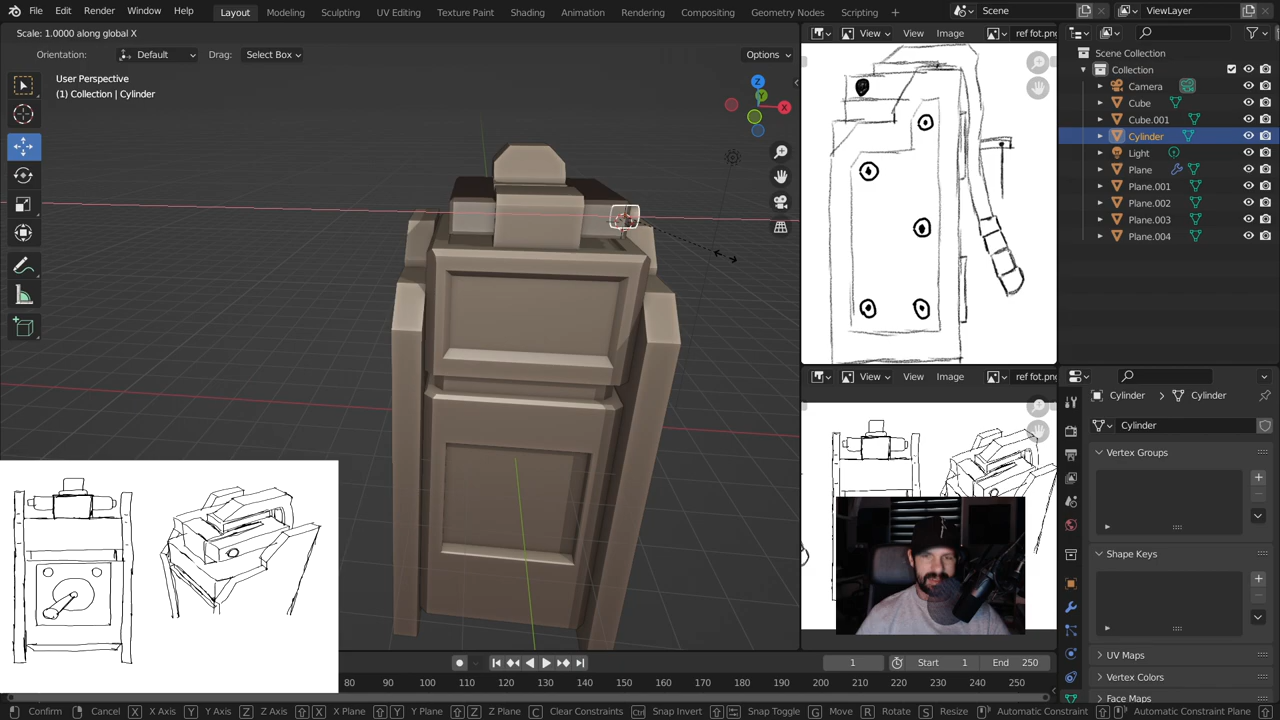 File Edit Render Window Help Layout Modeling Sculpting UV Editing Texture Paint Shading Animation Rendering Compositing Geometry Nodes Scripting Scene ViewLayer
Scale: 1.0000 along global X
View View Image ref fot.png
Orientation: Default Drag: Select Box Options
User Perspective
(1) Collection | Cylinder
Z
Y
X
Scene Collection
Collection
Camera
Cube
Cube.001
Cylinder
Light
Plane
Plane.001
Plane.002
Plane.003
Plane.004
View View Image ref fot.png
Cylinder > Cylinder
Cylinder
Vertex Groups
Shape Keys
UV Maps
Vertex Colors
Face Maps
1 Start 1 End 250
80 90 100 110 120 130 140 150 160 170 180 190 200 210 220 230 240 250
Confirm Cancel X X Axis Y Y Axis Z Z Axis X X Plane Y Y Plane Z Z Plane C Clear Constraints Ctrl Snap Invert Snap Toggle G Move R Rotate S Resize Automatic Constraint Automatic Constraint Plane